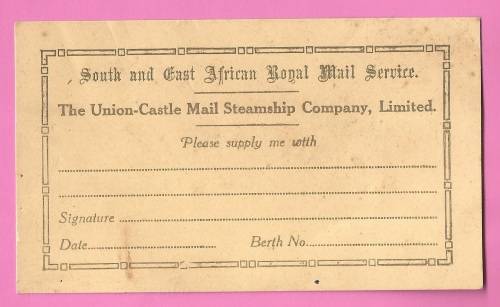 South and East African Royal Mail Service.
The Union-Castle Mail Steamship Company, Limited.
Please supply me with
Signature
Date Berth No.